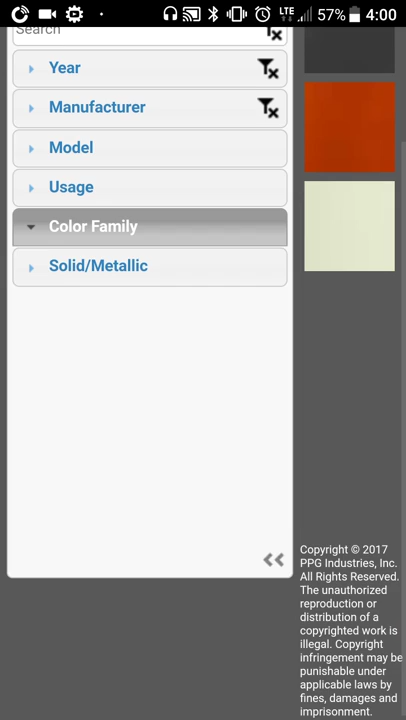 LTE 57% 4:00
Search
Year
Manufacturer
Model
Usage
Color Family
Solid/Metallic
Copyright © 2017
PPG Industries, Inc.
All Rights Reserved.
The unauthorized
reproduction or
distribution of a
copyrighted work is
illegal. Copyright
infringement may be
punishable under
applicable laws by
fines, damages and
imprisonment.